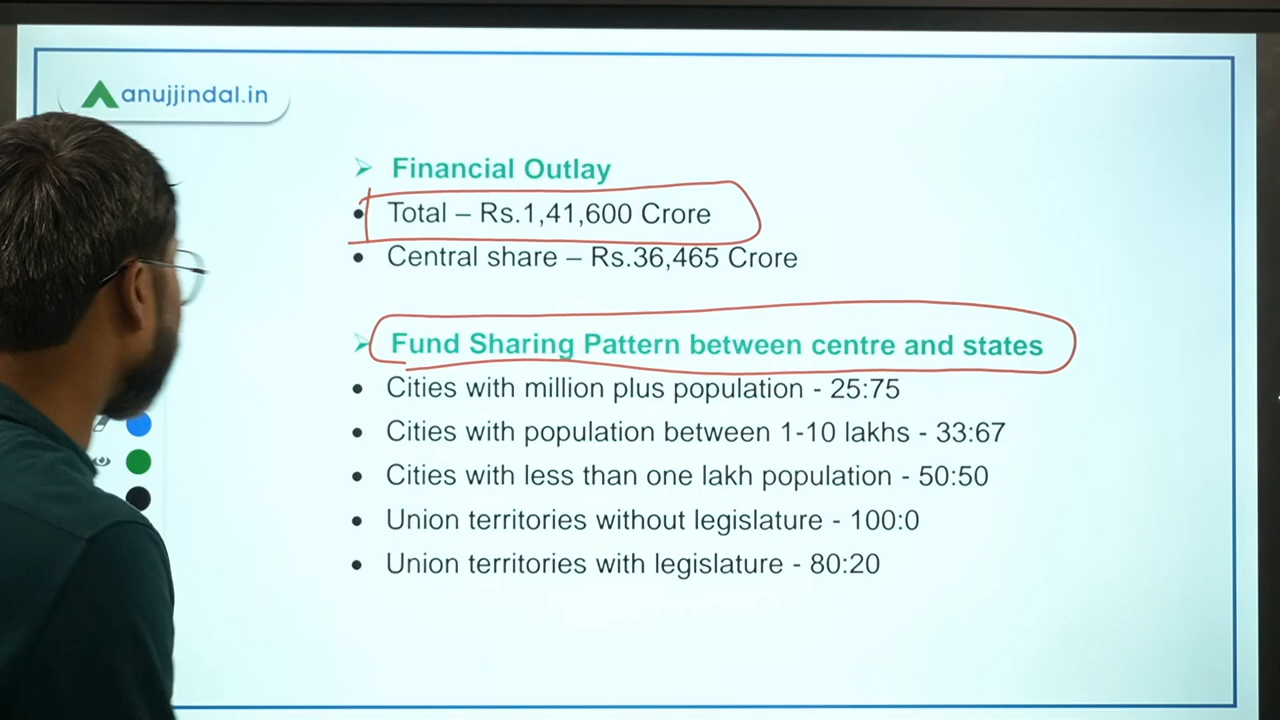 anujjindal.in
➢ Financial Outlay
• Total – Rs.1,41,600 Crore
• Central share – Rs.36,465 Crore
➢ Fund Sharing Pattern between centre and states
• Cities with million plus population - 25:75
• Cities with population between 1-10 lakhs - 33:67
• Cities with less than one lakh population - 50:50
• Union territories without legislature - 100:0
• Union territories with legislature - 80:20